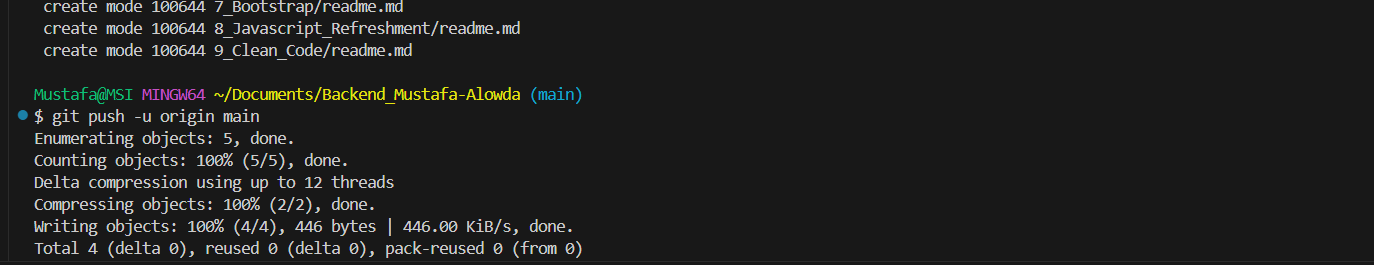 create mode 100644 7_Bootstrap/readme.md
create mode 100644 8_Javascript_Refreshment/readme.md
create mode 100644 9_Clean_Code/readme.md
Mustafa@MSI MINGW64 ~/Documents/Backend_Mustafa-Alowda (main)
$ git push -u origin main
Enumerating objects: 5, done.
Counting objects: 100% (5/5), done.
Delta compression using up to 12 threads
Compressing objects: 100% (2/2), done.
Writing objects: 100% (4/4), 446 bytes | 446.00 KiB/s, done.
Total 4 (delta 0), reused 0 (delta 0), pack-reused 0 (from 0)